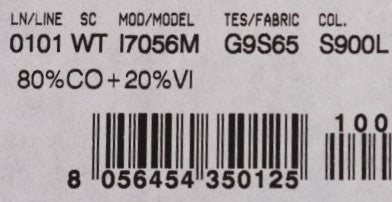 LN/LINE SC MOD/MODEL TES/FABRIC COL.
0101 WT I7056M G9S65 S900L
80%CO+20%VI
100
8 056454 350125